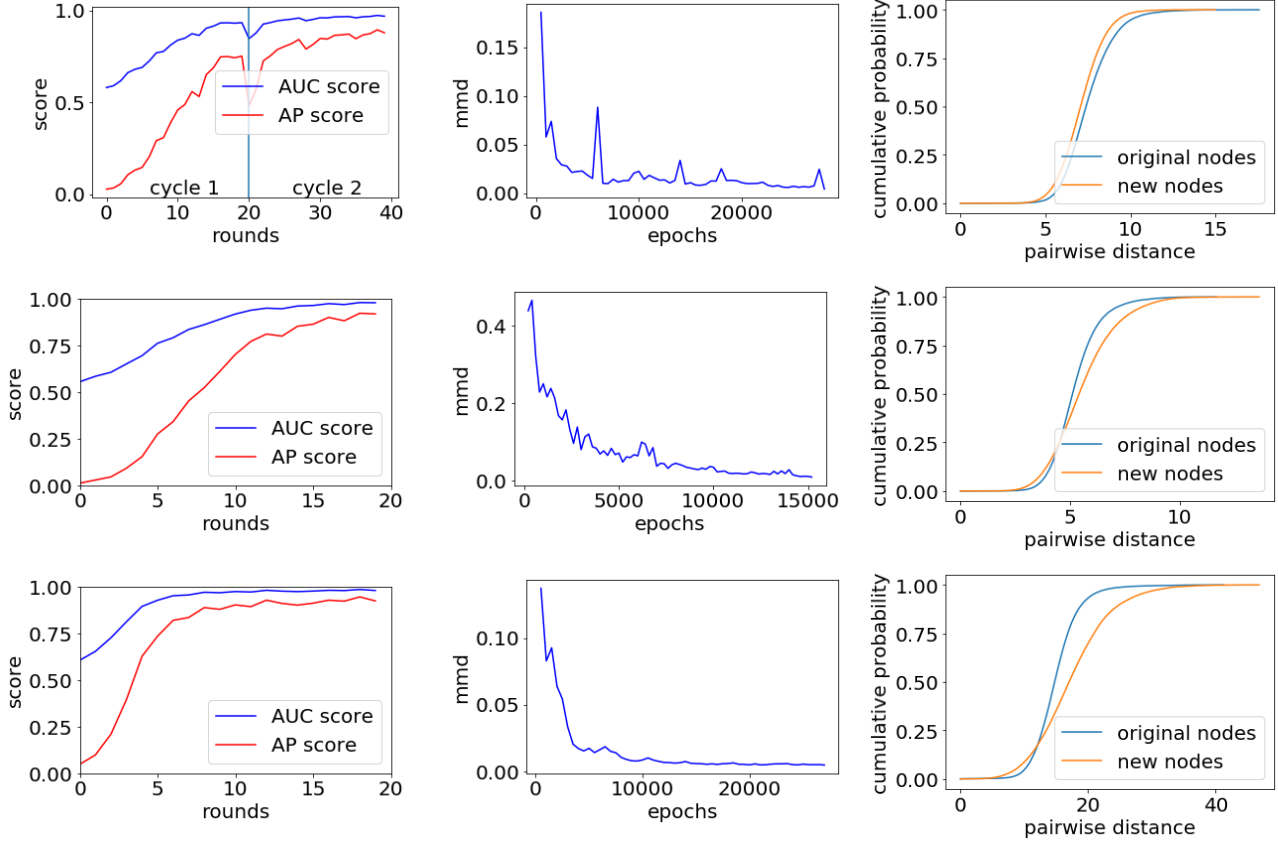 1.0
0.5
0.0
score
AUC score
AP score
cycle 1
cycle 2
0 10 20 30 40
rounds
0.15
0.10
0.05
0.00
mmd
0 10000 20000
epochs
1.00
0.75
0.50
0.25
0.00
cumulative probability
original nodes
new nodes
0 5 10 15
pairwise distance
1.00
0.75
0.50
0.25
0.00
score
AUC score
AP score
0 5 10 15 20
rounds
0.4
0.2
0.0
mmd
0 5000 10000 15000
epochs
1.00
0.75
0.50
0.25
0.00
cumulative probability
original nodes
new nodes
0 5 10
pairwise distance
1.00
0.75
0.50
0.25
0.00
score
AUC score
AP score
0 5 10 15 20
rounds
0.10
0.05
0.00
mmd
0 10000 20000
epochs
1.00
0.75
0.50
0.25
0.00
cumulative probability
original nodes
new nodes
0 20 40
pairwise distance